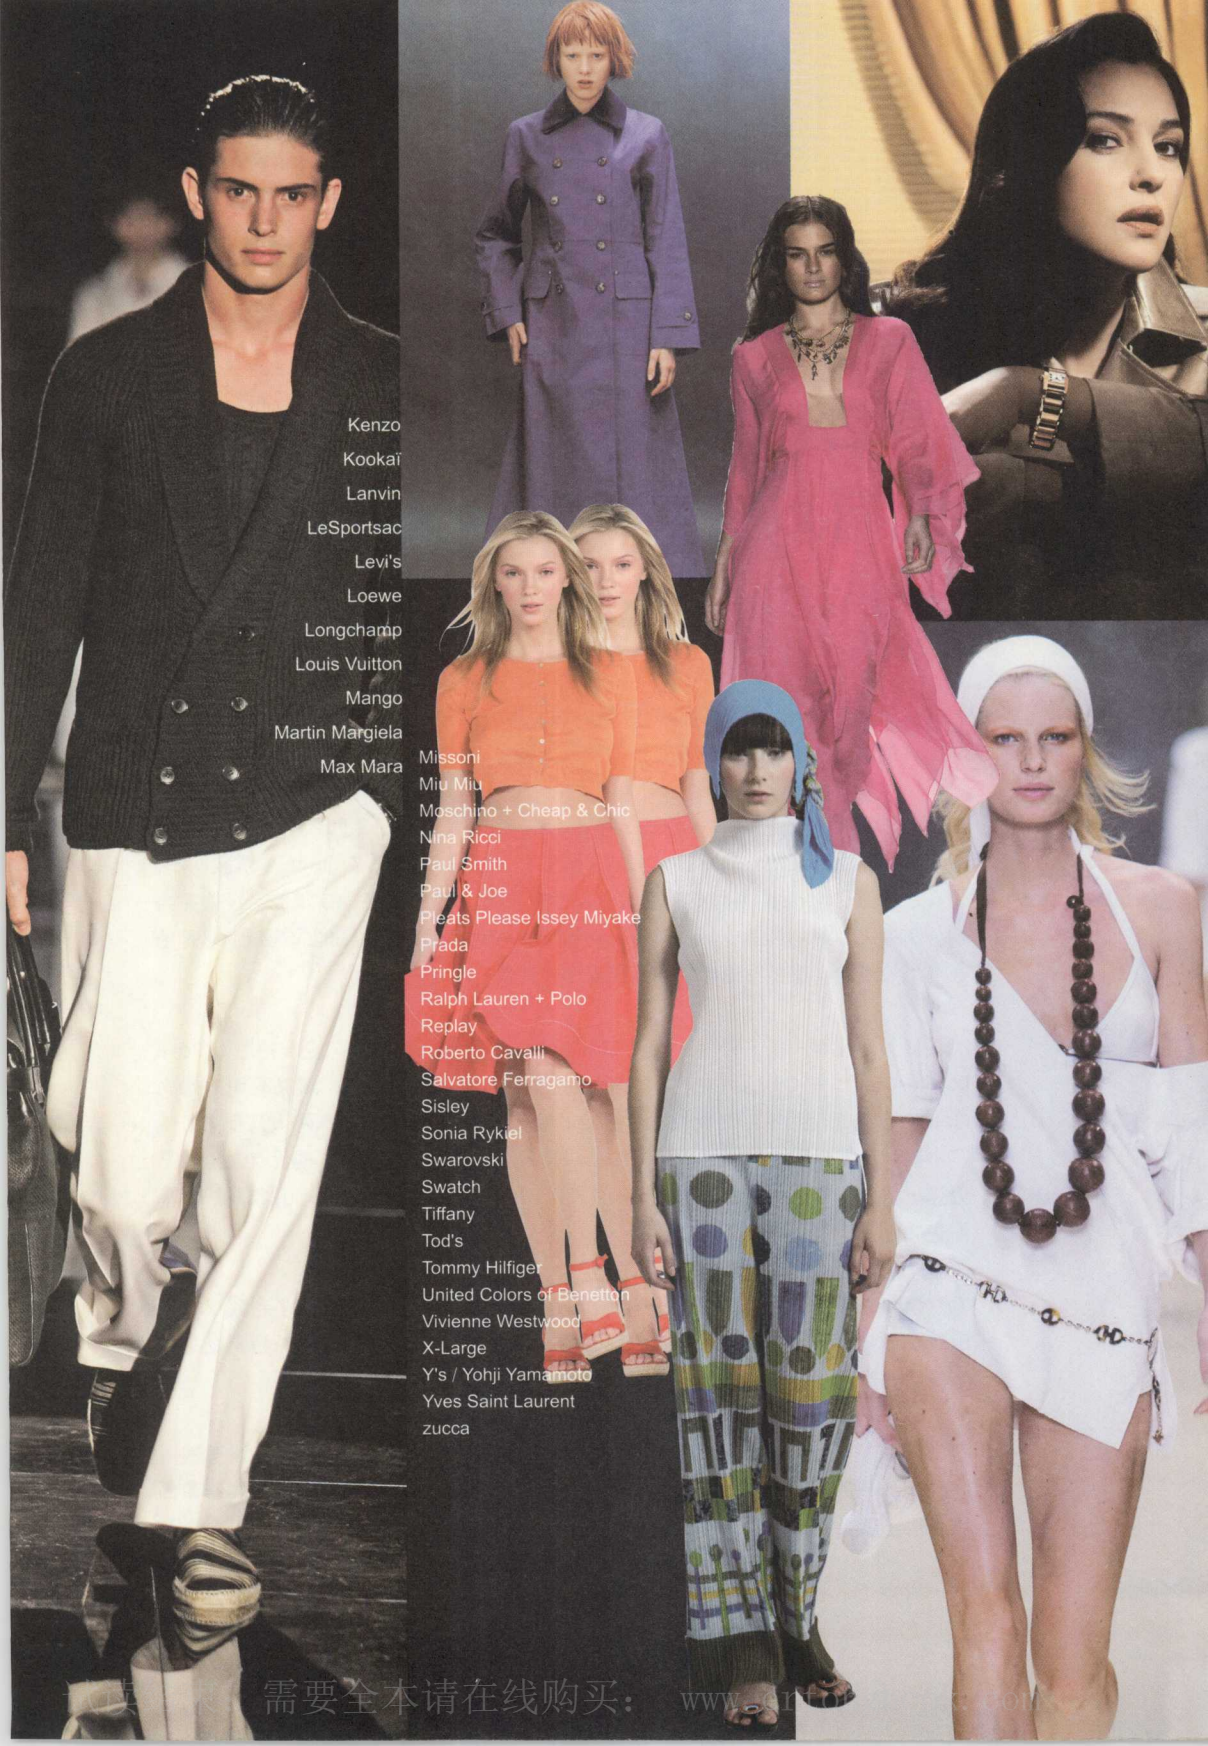 Kenzo
Kookaï
Lanvin
LeSportsac
Levi's
Loewe
Longchamp
Louis Vuitton
Mango
Martin Margiela
Max Mara
Missoni
Miu Miu
Moschino + Cheap & Chic
Nina Ricci
Paul Smith
Paul & Joe
Pleats Please Issey Miyake
Prada
Pringle
Ralph Lauren + Polo
Replay
Roberto Cavalli
Salvatore Ferragamo
Sisley
Sonia Rykiel
Swarovski
Swatch
Tiffany
Tod's
Tommy Hilfiger
United Colors of Benetton
Vivienne Westwood
X-Large
Y's / Yohji Yamamoto
Yves Saint Laurent
zucca
需要全本请在线购买: